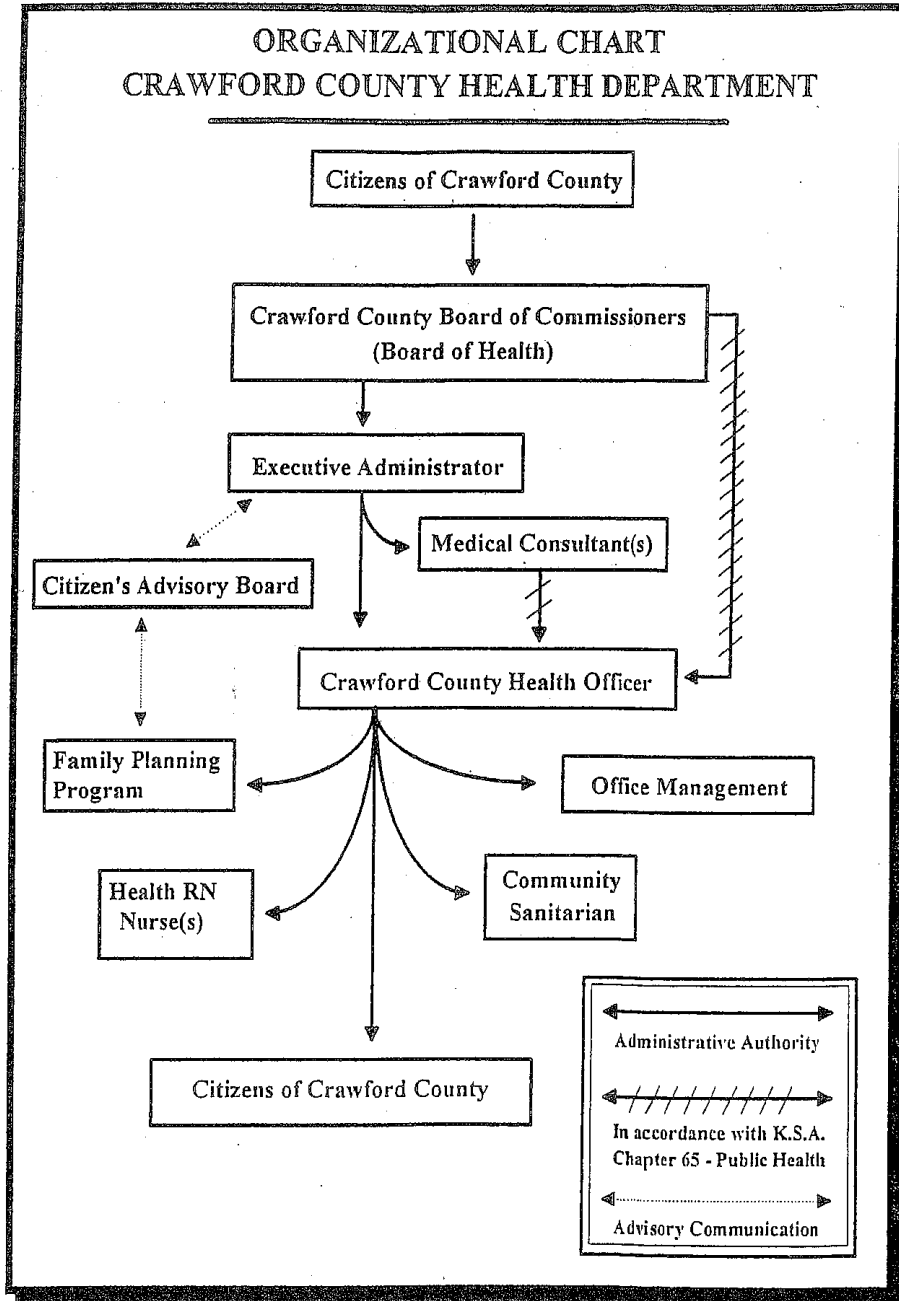 ORGANIZATIONAL CHART
CRAWFORD COUNTY HEALTH DEPARTMENT
Citizens of Crawford County
Crawford County Board of Commissioners
(Board of Health)
Executive Administrator
Medical Consultant(s)
Citizen's Advisory Board
Crawford County Health Officer
Family Planning
Program
Office Management
Health RN
Nurse(s)
Community
Sanitarian
Citizens of Crawford County
Administrative Authority
In accordance with K.S.A.
Chapter 65 - Public Health
Advisory Communication